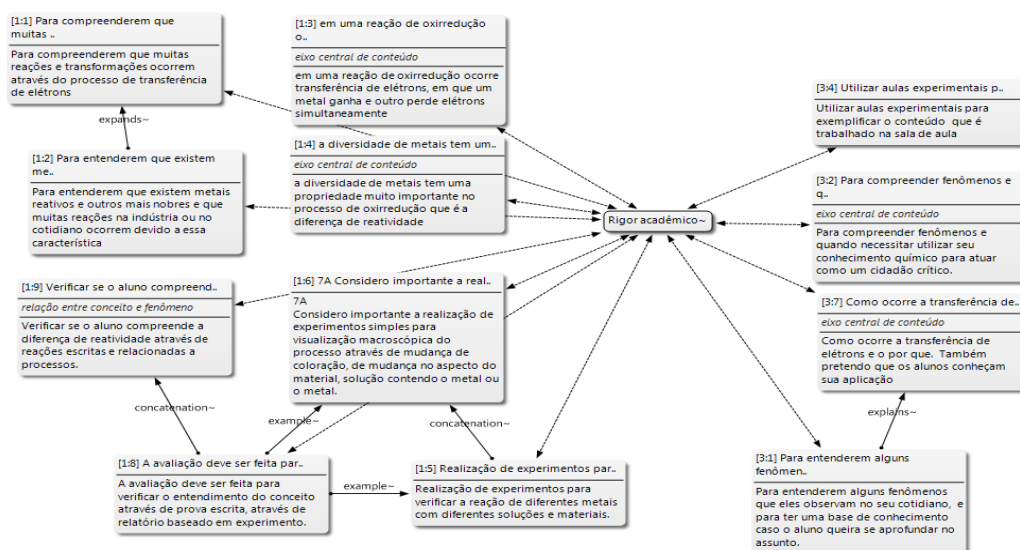 [1:1] Para compreenderem que
muitas ..
Para compreenderem que muitas
reações e transformações ocorrem
através do processo de transferência
de elétrons
expands~
[1:2] Para entenderem que existem
me..
Para entenderem que existem metais
reativos e outros mais nobres e que
muitas reações na indústria ou no
cotidiano ocorrem devido a essa
característica
[1:3] em uma reação de oxirredução
o..
eixo central de conteúdo
em uma reação de oxirredução ocorre
transferência de elétrons, em que um
metal ganha e outro perde elétrons
simultaneamente
[1:4] a diversidade de metais tem um..
eixo central de conteúdo
a diversidade de metais tem uma
propriedade muito importante no
processo de oxirredução que é a
diferença de reatividade
Rigor acadêmico~
[3:4] Utilizar aulas experimentais p..
Utilizar aulas experimentais para
exemplificar o conteúdo que é
trabalhado na sala de aula
[3:2] Para compreender fenômenos e
q..
eixo central de conteúdo
Para compreender fenômenos e
quando necessitar utilizar seu
conhecimento químico para atuar
como um cidadão crítico.
[3:7] Como ocorre a transferência de..
eixo central de conteúdo
Como ocorre a transferência de
elétrons e o por que. Também
pretendo que os alunos conheçam
sua aplicação
explains~
[3:1] Para entenderem alguns
fenômen..
Para entenderem alguns fenômenos
que eles observam no seu cotidiano, e
para ter uma base de conhecimento
caso o aluno queira se aprofundar no
assunto.
[1:9] Verificar se o aluno compreend..
relação entre conceito e fenômeno
Verificar se o aluno compreende a
diferença de reatividade através de
reações escritas e relacionadas a
processos.
[1:6] 7A Considero importante a real..
7A
Considero importante a realização de
experimentos simples para
visualização macroscópica do
processo através de mudança de
coloração, de mudança no aspecto do
material, solução contendo o metal ou
o metal.
concatenation~
example~
concatenation~
[1:8] A avaliação deve ser feita par..
A avaliação deve ser feita para
verificar o entendimento do conceito
através de prova escrita, através de
relatório baseado em experimento.
example~
[1:5] Realização de experimentos par..
Realização de experimentos para
verificar a reação de diferentes metais
com diferentes soluções e materiais.